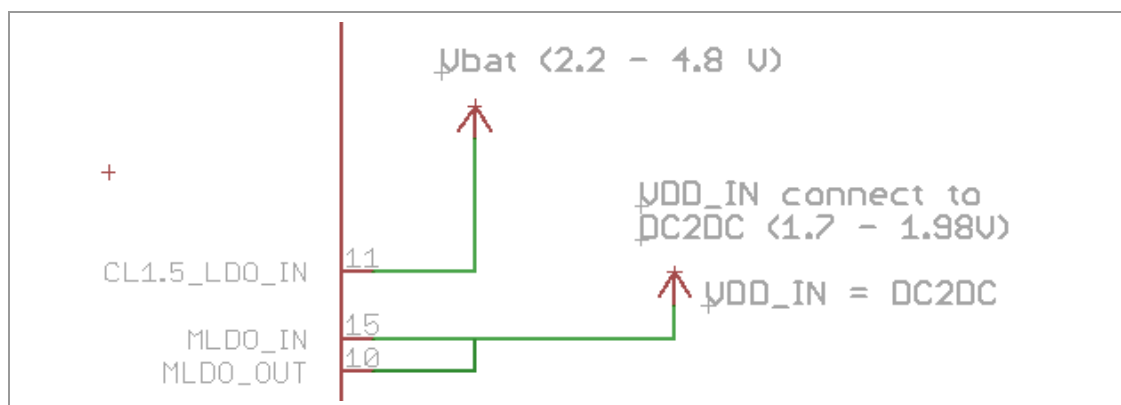 Vbat (2.2 - 4.8 V)
VDD_IN connect to
DC2DC (1.7 - 1.98V)
11
CL1.5_LDO_IN
VDD_IN = DC2DC
15
MLDO_IN
10
MLDO_OUT